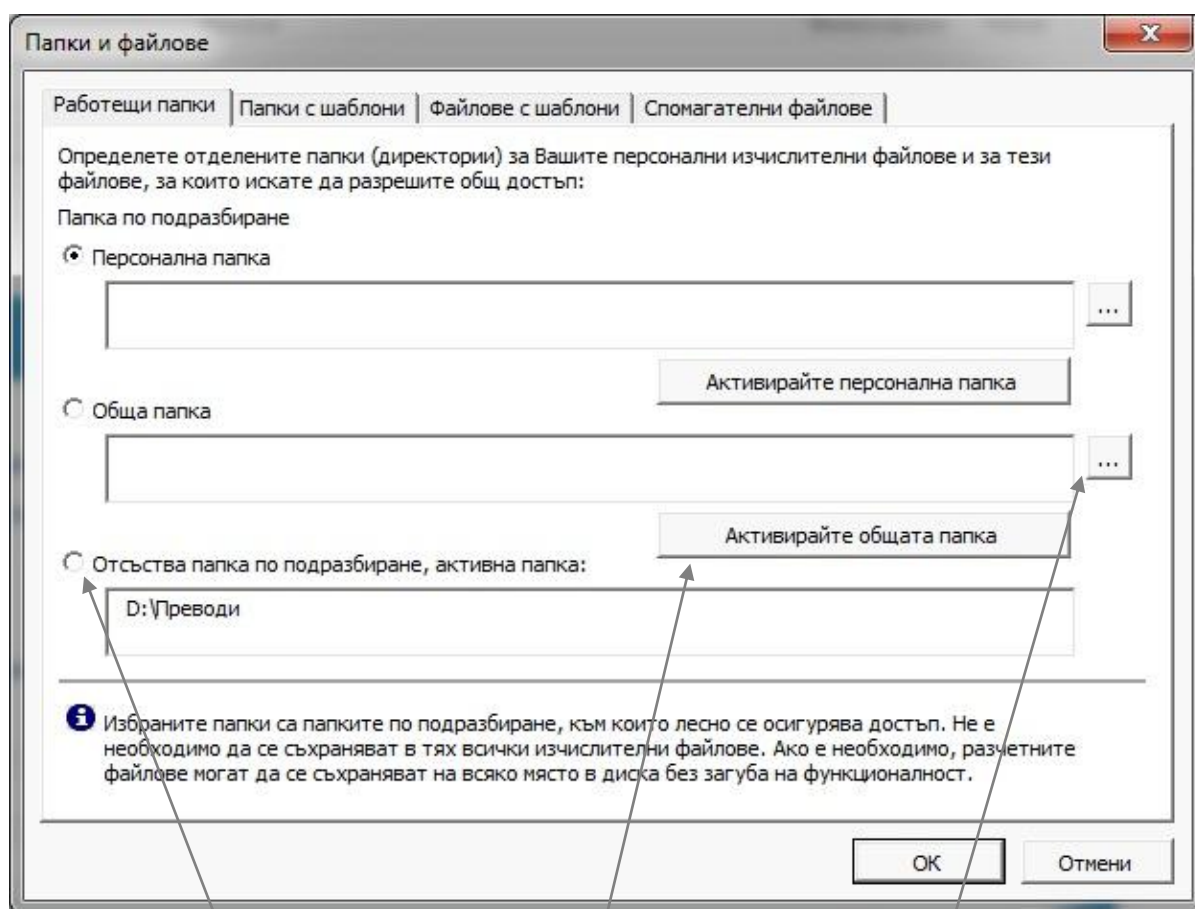 Папки и файлове
x
Работещи папки Папки с шаблони Файлове с шаблони Спомагателни файлове
Определете отделените папки (директории) за Вашите персонални изчислителни файлове и за тези
файлове, за които искате да разрешите общ достъп:
Папка по подразбиране
Персонална папка
...
Активирайте персонална папка
Обща папка
...
Активирайте общата папка
Отсъства папка по подразбиране, активна папка:
D:\Преводи
Избраните папки са папките по подразбиране, към които лесно се осигурява достъп. Не е
необходимо да се съхраняват в тях всички изчислителни файлове. Ако е необходимо, разчетните
файлове могат да се съхраняват на всяко място в диска без загуба на функционалност.
OK Отмени